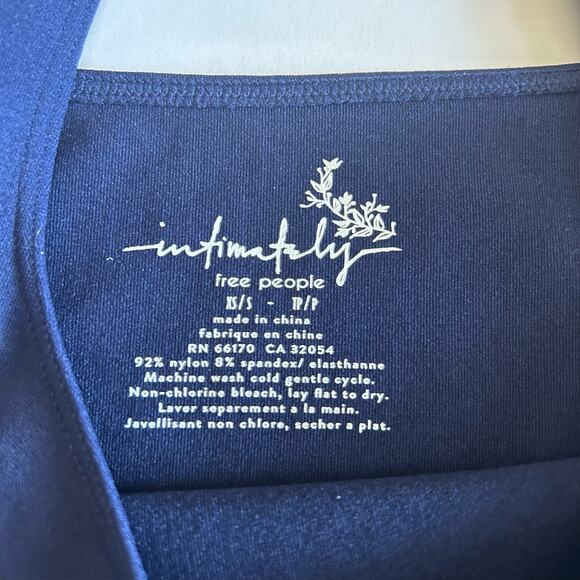 intimately
free people
XS/S - TP/P
made in china
fabrique en chine
RN 66170 CA 32054
92% nylon 8% spandex/ elasthanne
Machine wash cold gentle cycle.
Non-chlorine bleach, lay flat to dry.
Laver separement a la main.
Javellisant non chlore, secher a plat.